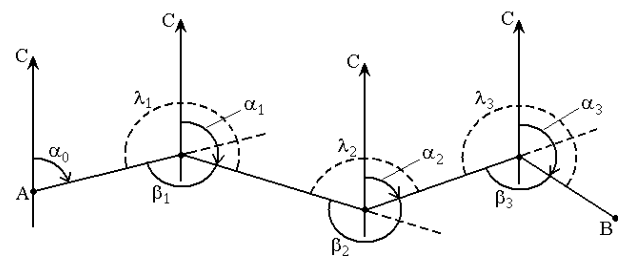 С С С С
λ₁ α₁ λ₂ α₂ λ₃ α₃
α₀
А β₁ β₂ β₃ В